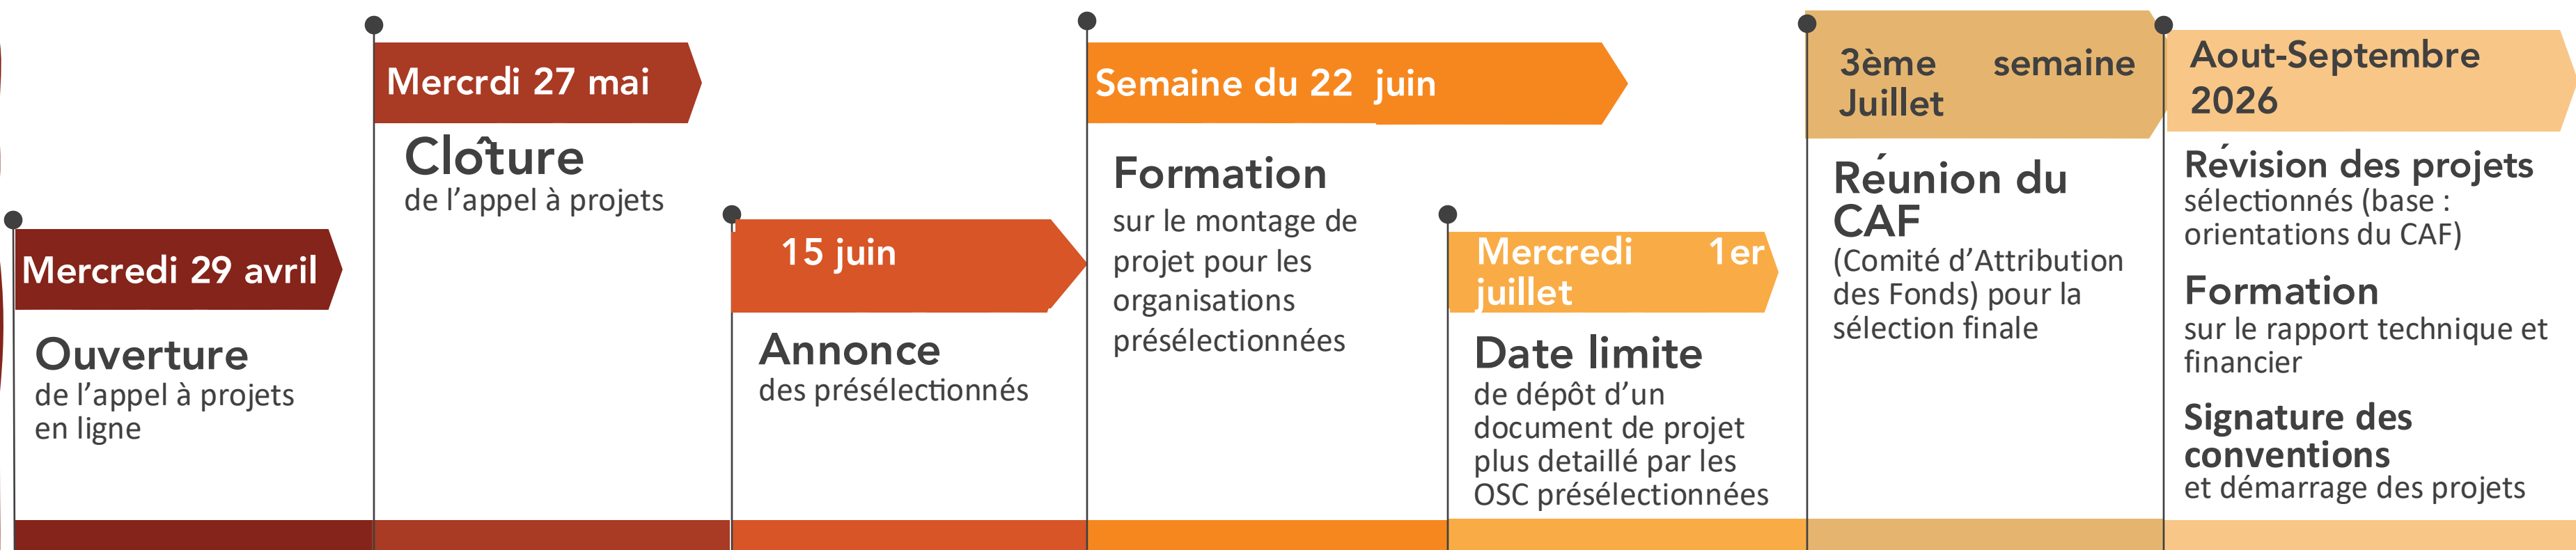 Mercredi 29 avril
Ouverture
de l’appel à projets
en ligne
Mercrdi 27 mai
Clôture
de l’appel à projets
15 juin
Annonce
des présélectionnés
Semaine du 22 juin
Formation
sur le montage de
projet pour les
organisations
présélectionnées
Mercredi 1er
juillet
Date limite
de dépôt d’un
document de projet
plus detaillé par les
OSC présélectionnées
3ème semaine
Juillet
Réunion du
CAF
(Comité d’Attribution
des Fonds) pour la
sélection finale
Aout-Septembre
2026
Révision des projets
sélectionnés (base :
orientations du CAF)
Formation
sur le rapport technique et
financier
Signature des
conventions
et démarrage des projets